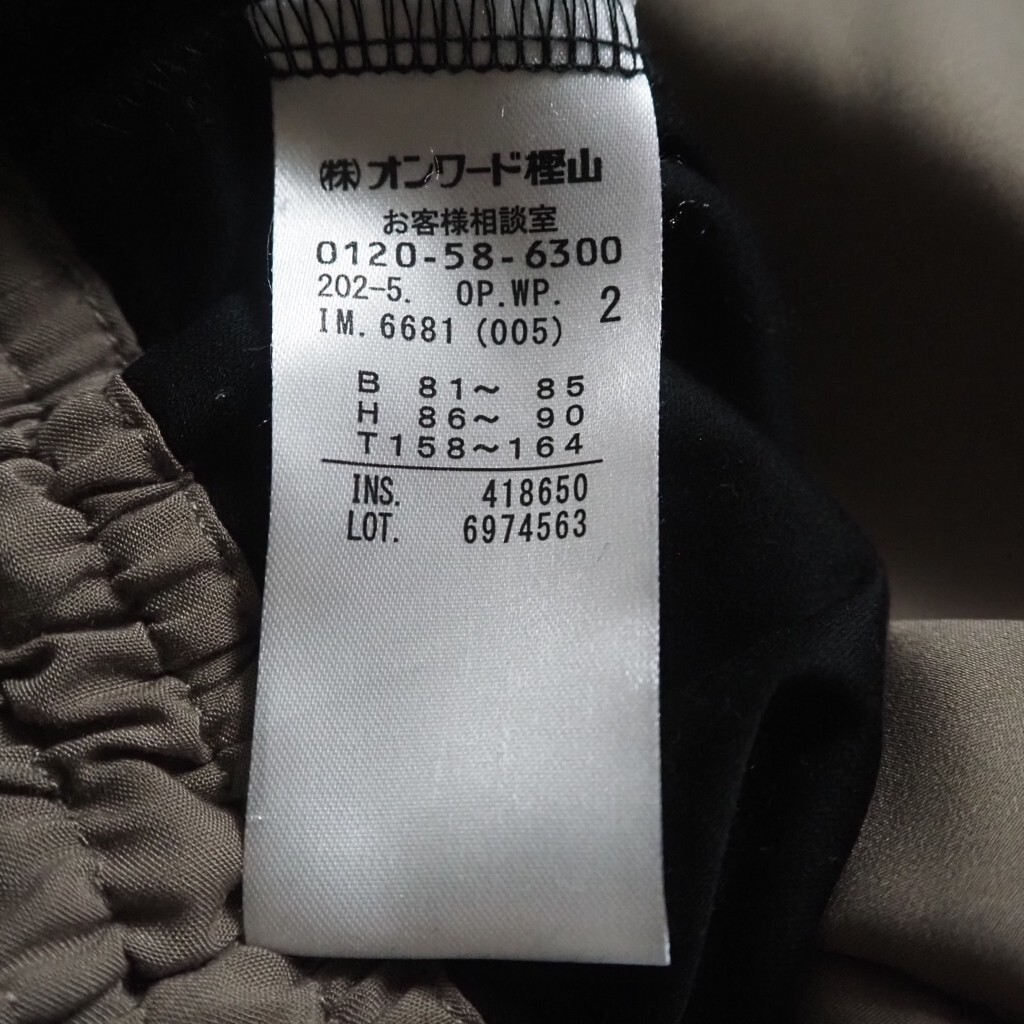 (株)オンワード樫山
お客様相談室
0120-58-6300
202-5. OP.WP. 2
IM. 6681 (005)
B 81～ 85
H 86～ 90
T158～164
INS. 418650
LOT. 6974563